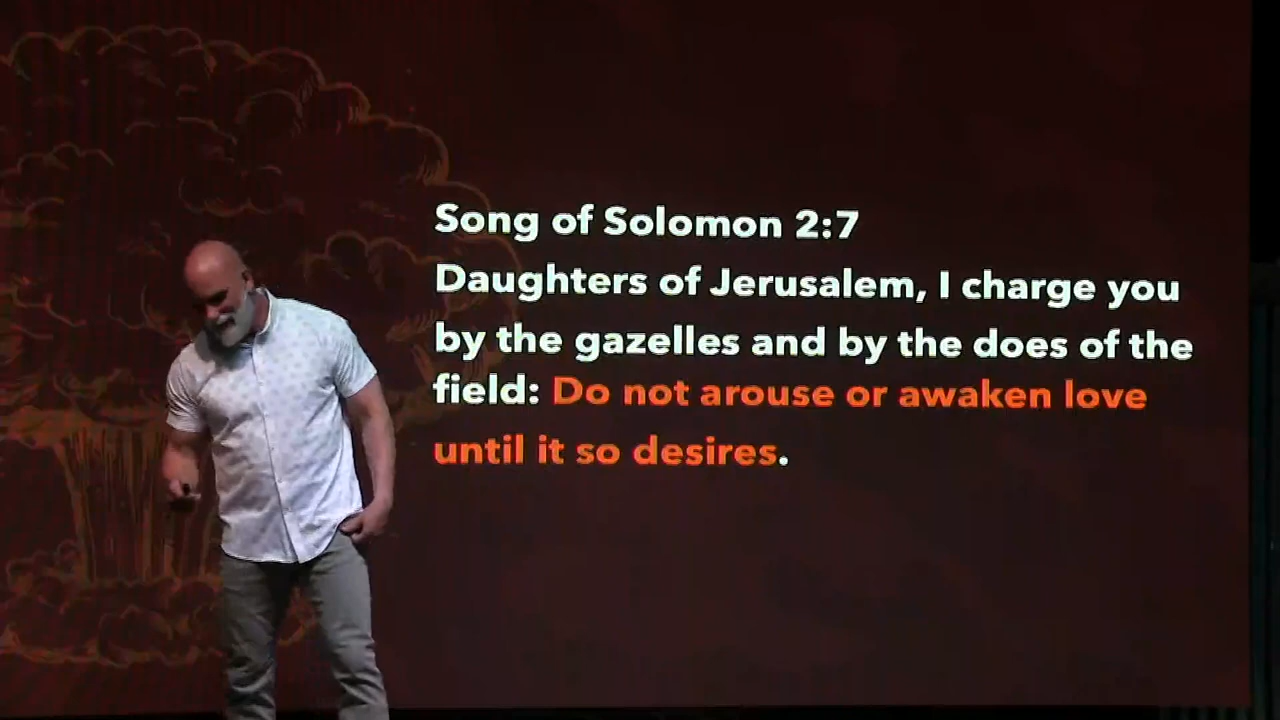 Song of Solomon 2:7
Daughters of Jerusalem, I charge you
by the gazelles and by the does of the
field: Do not arouse or awaken love
until it so desires.